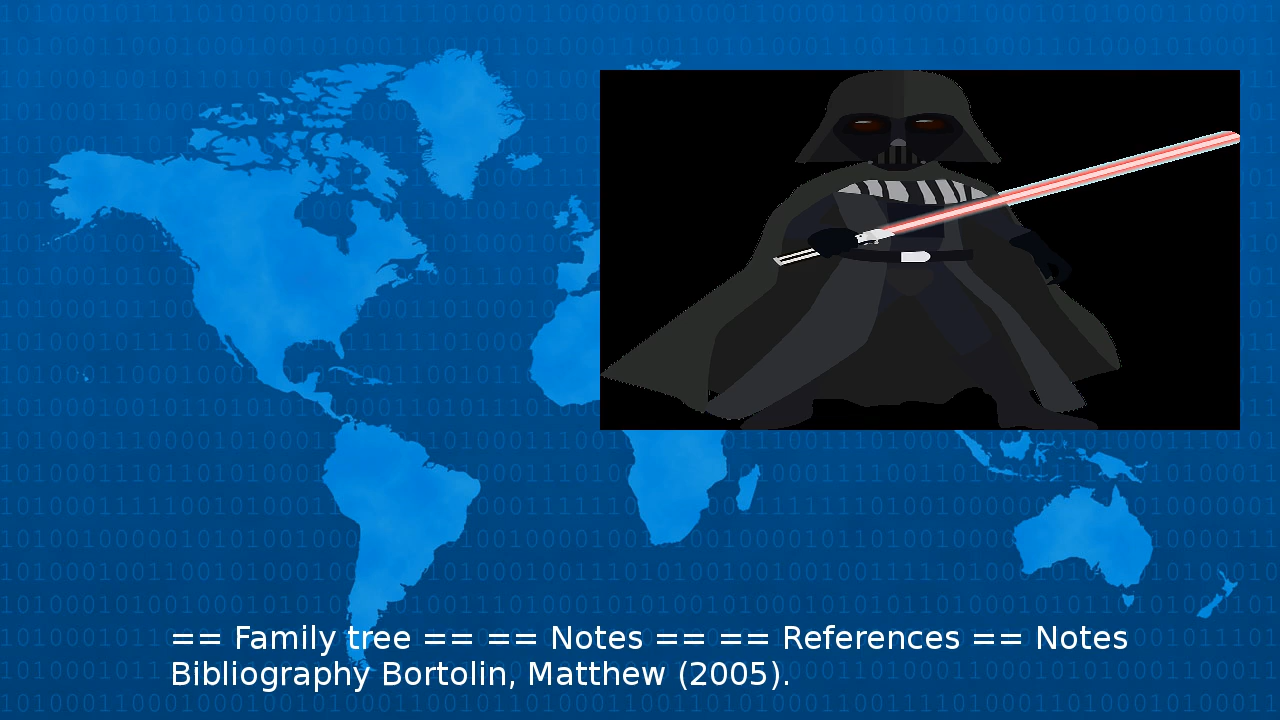 == Family tree == == Notes == == References == Notes
Bibliography Bortolin, Matthew (2005).